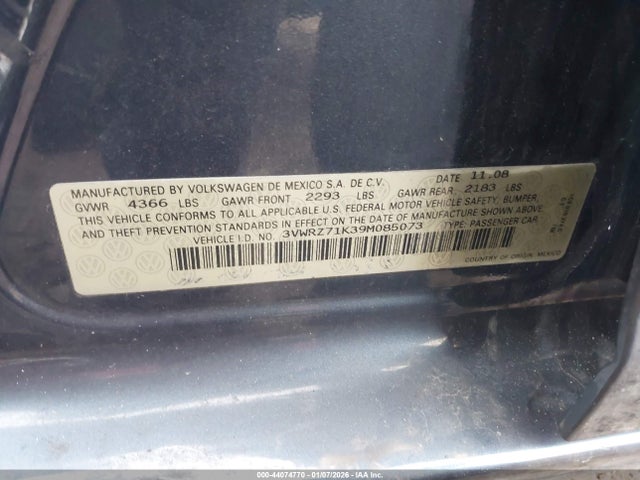 MANUFACTURED BY VOLKSWAGEN DE MEXICO S.A. DE C.V. DATE 11.08
GVWR 4366 LBS GAWR FRONT 2293 LBS GAWR REAR 2183 LBS
THIS VEHICLE CONFORMS TO ALL APPLICABLE U.S. FEDERAL MOTOR VEHICLE SAFETY, BUMPER,
AND THEFT PREVENTION STANDARDS IN EFFECT ON THE DATE OF MANUFACTURE SHOWN ABOVE.
VEHICLE I.D. NO. 3VWRZ71K39M085073 TYPE: PASSENGER CAR
COUNTRY OF ORIGIN: MEXICO
000-44074770 - 01/07/2026 - IAAI.COM